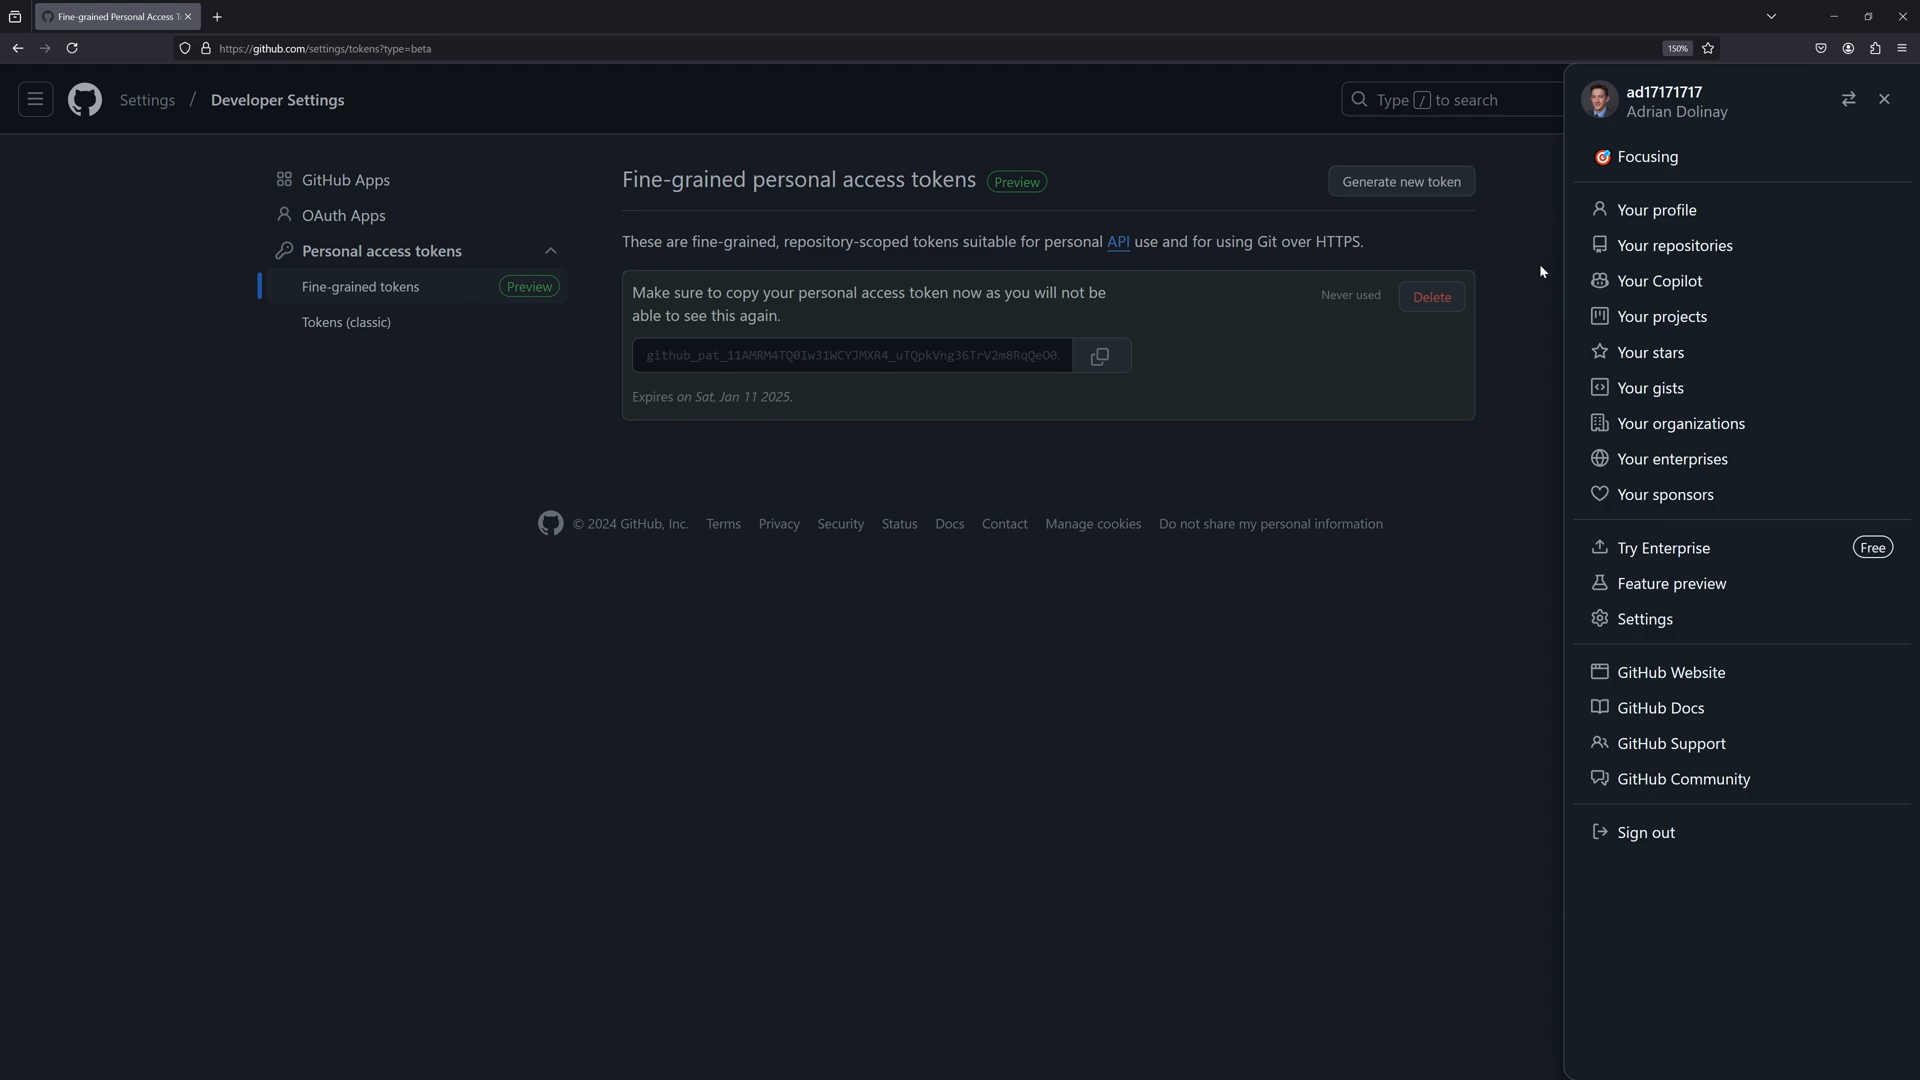 Fine-grained Personal Access T
https://github.com/settings/tokens?type=beta
150%
Settings / Developer Settings
Type / to search
ad17171717
Adrian Dolinay
Focusing
GitHub Apps
OAuth Apps
Personal access tokens
Fine-grained tokens Preview
Tokens (classic)
Fine-grained personal access tokens Preview
Generate new token
These are fine-grained, repository-scoped tokens suitable for personal API use and for using Git over HTTPS.
Make sure to copy your personal access token now as you will not be
able to see this again.
Never used
Delete
Expires on Sat, Jan 11 2025.
© 2024 GitHub, Inc. Terms Privacy Security Status Docs Contact Manage cookies Do not share my personal information
Your profile
Your repositories
Your Copilot
Your projects
Your stars
Your gists
Your organizations
Your enterprises
Your sponsors
Try Enterprise Free
Feature preview
Settings
GitHub Website
GitHub Docs
GitHub Support
GitHub Community
Sign out